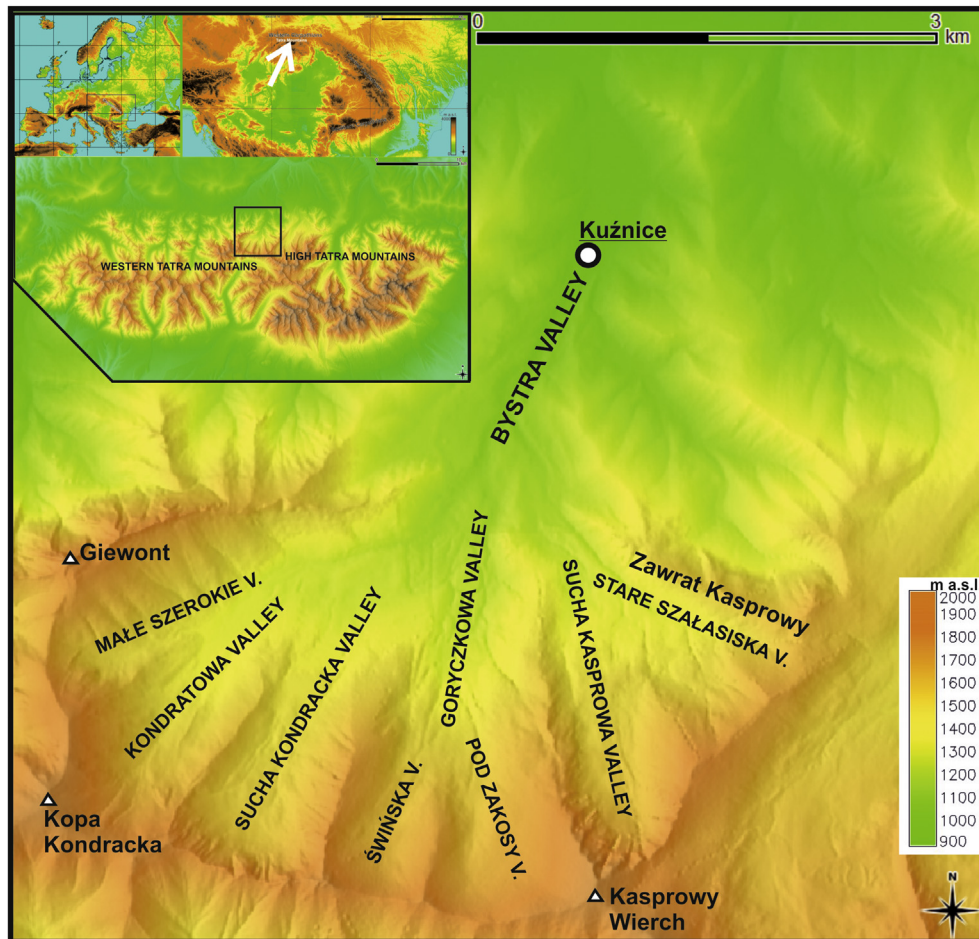 0 3
km
WESTERN TATRA MOUNTAINS
HIGH TATRA MOUNTAINS
Kuźnice
BYSTRA VALLEY
Giewont
MAŁE SZEROKIE V.
KONDRATOWA VALLEY
SUCHA KONDRACKA VALLEY
GORYCZKOWA VALLEY
ŚWIŃSKA V.
POD ZAKOSY V.
SUCHA KASPROWA VALLEY
Zawrat Kasprowy
STARE SZAŁASISKA V.
Kopa
Kondracka
Kasprowy
Wierch
m a.s.l
2000
1900
1800
1700
1600
1500
1400
1300
1200
1100
1000
900
N